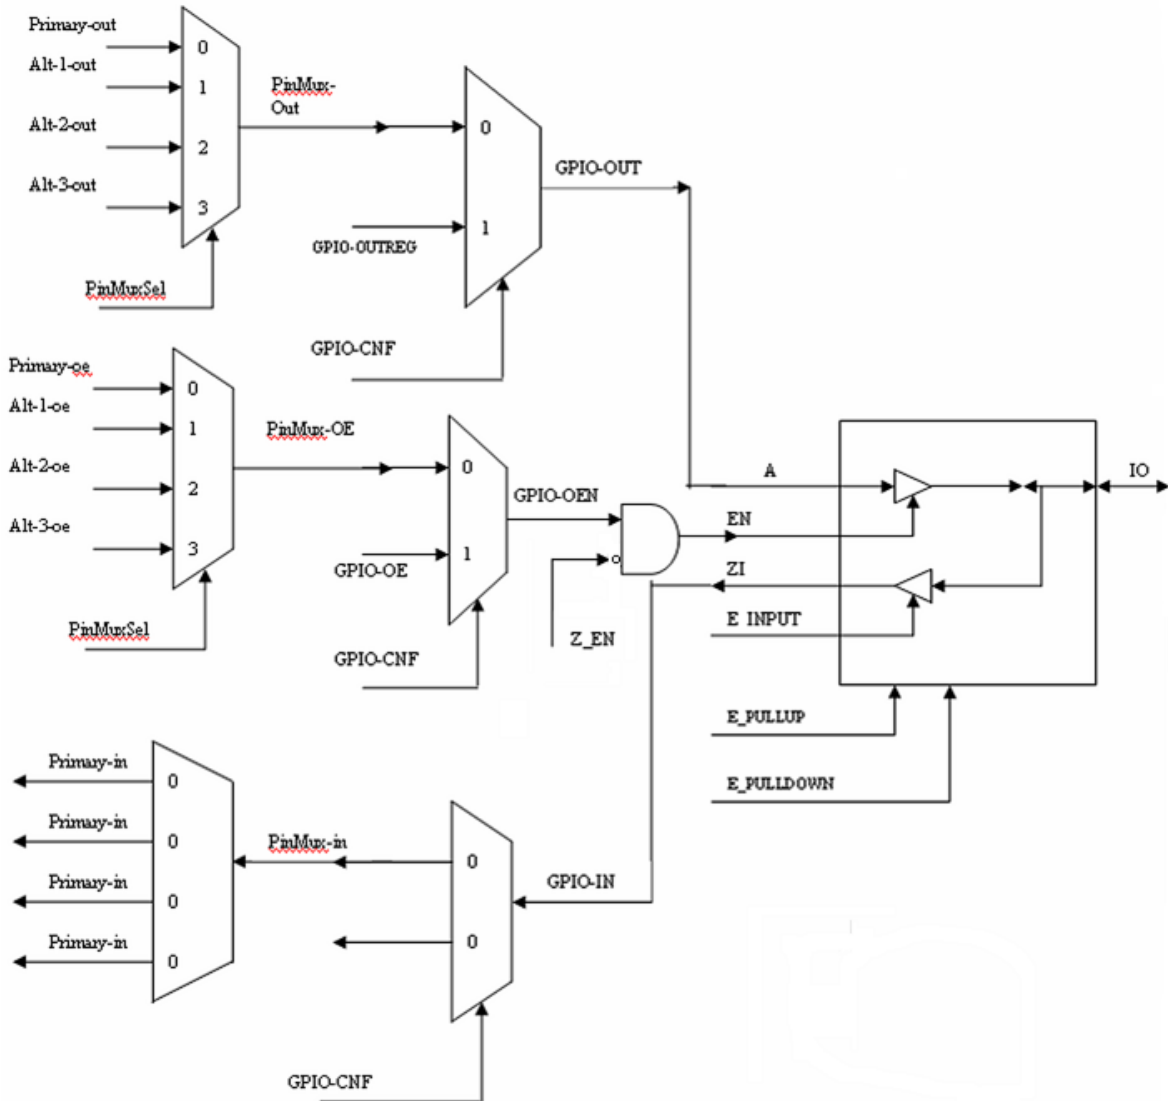 Primary-out
0
Alt-1-out
1
PinMux-
Out
Alt-2-out
0
2
GPIO-OUT
Alt-3-out
3
1
GPIO-OUTREG
PinMuxSel
GPIO-CNF
Primary-oe
0
Alt-1-oe
1
PinMux-OE
Alt-2-oe
0
A
IO
2
GPIO-OEN
Alt-3-oe
EN
3
1
GPIO-OE
ZI
E INPUT
PinMuxSel
Z_EN
GPIO-CNF
E_PULLUP
Primary-in
0
E_PULLDOWN
Primary-in
0
PinMux-in
0
Primary-in
0
GPIO-IN
Primary-in
0
0
GPIO-CNF